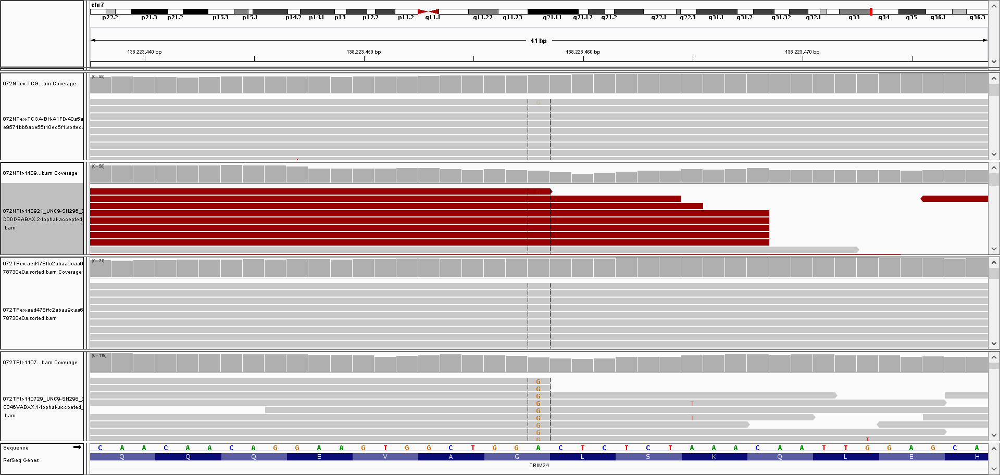 chr7
p22.2 p21.3 p21.2 p15.3 p15.1 p14.2 p14.1 p13 p12.2 p11.2 q11.1 q11.22 q11.23 q21.11 q21.12 q21.2 q22.1 q22.3 q31.1 q31.2 q31.32 q32.1 q33 q34 q35 q36.1 q36.3
41 bp
138,223,440 bp 138,223,450 bp 138,223,460 bp 138,223,470 bp
[0 - 55]
072NTex-TCG...am Coverage
G
072NTex-TCGA-BH-A1FD-40a5a
e9571bb6ace55f10ec5f1.sorted.
T
[0 - 58]
072NTtr-1109...bam Coverage
G
072NTtr-110921_UNC9-SN296_0
D0DDEABXX.2-tophat-accepted_
.bam
[0 - 71]
072TPex-aed478ffc2abaa9caa6
78730e0a.sorted.bam Coverage
072TPex-aed478ffc2abaa9caa6
78730e0a.sorted.bam
[0 - 119]
072TPtr-1107...bam Coverage
G
G
G
G T
G
G T
G
G
G T
072TPtr-110729_UNC9-SN296_0
C046VABXX.1-tophat-accpeted_
.bam
Sequence C A A C A A C A G G A A G T G G C T G G A C T C T C T A A A C A A T T G G A G C A
RefSeq Genes Q Q Q E V A G L S K Q L E H
TRIM24